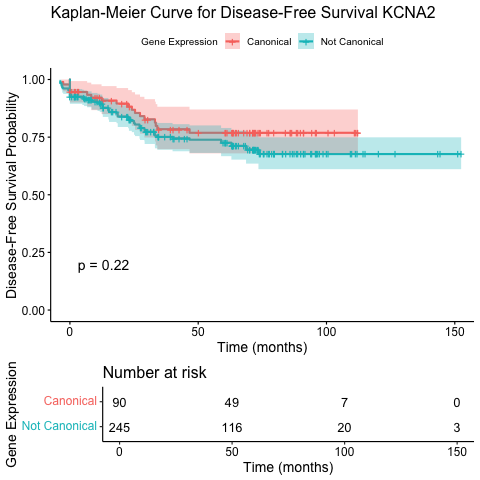 Kaplan-Meier Curve for Disease-Free Survival KCNA2
Gene Expression Canonical Not Canonical
Disease-Free Survival Probability
1.00
0.75
0.50
0.25
0.00
p = 0.22
0 50 100 150
Time (months)
Number at risk
Gene Expression
Canonical 90 49 7 0
Not Canonical 245 116 20 3
0 50 100 150
Time (months)